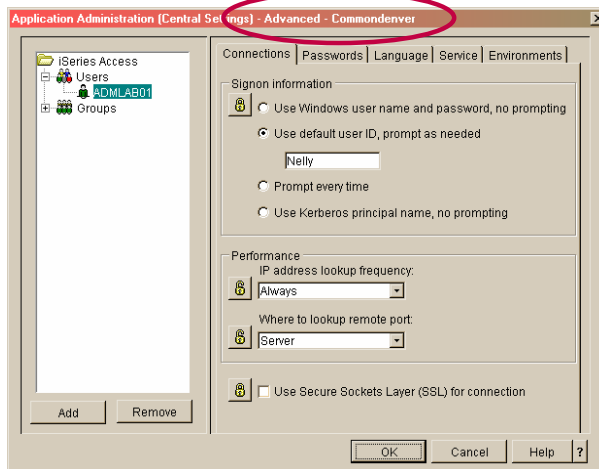 Application Administration (Central Settings) - Advanced - Commondenver
iSeries Access
Users
ADMLAB01
Groups
Add
Remove
Connections
Passwords
Language
Service
Environments
Signon information
Use Windows user name and password, no prompting
Use default user ID, prompt as needed
Nelly
Prompt every time
Use Kerberos principal name, no prompting
Performance
IP address lookup frequency:
Always
Where to lookup remote port:
Server
Use Secure Sockets Layer (SSL) for connection
OK
Cancel
Help
?